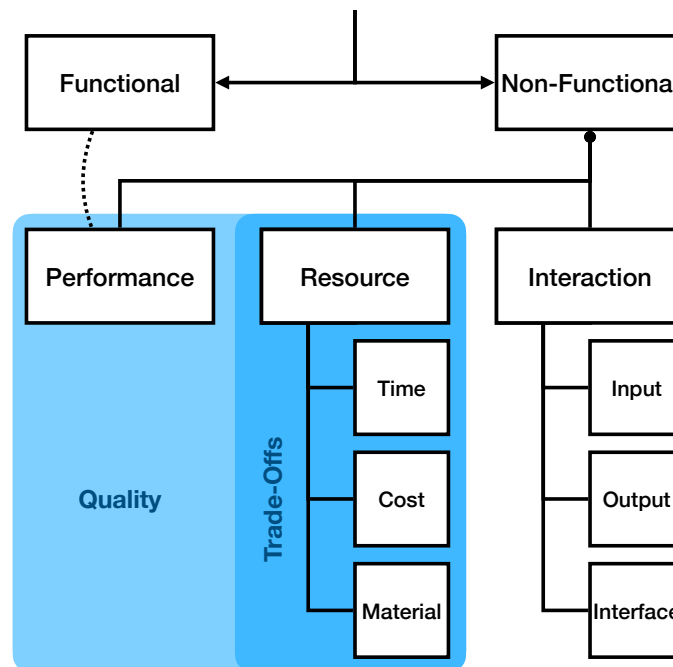 Functional
Non-Functiona
Performance
Resource
Interaction
Time
Input
Quality
Trade-Offs
Cost
Output
Material
Interface